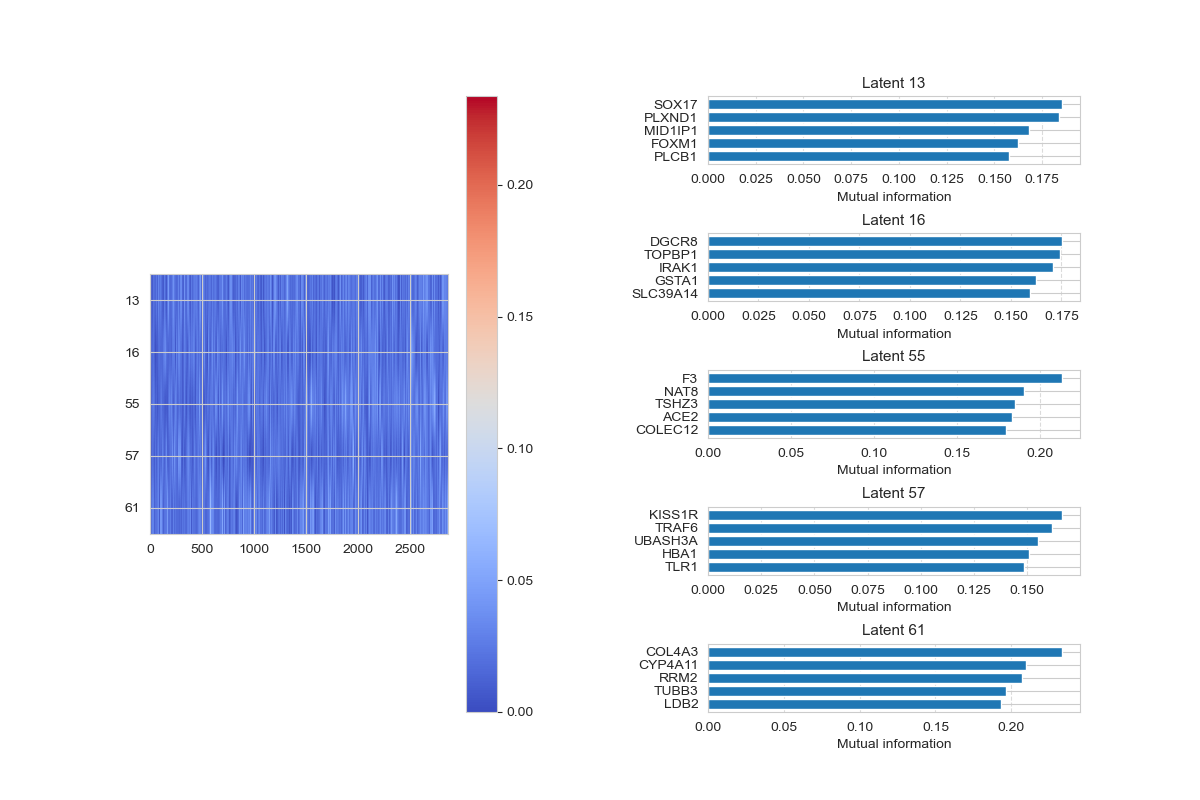 13
16
55
57
61
0 500 1000 1500 2000 2500
0.20
0.15
0.10
0.05
0.00
Latent 13
SOX17
PLXND1
MID1IP1
FOXM1
PLCB1
0.000 0.025 0.050 0.075 0.100 0.125 0.150 0.175
Mutual information
Latent 16
DGCR8
TOPBP1
IRAK1
GSTA1
SLC39A14
0.000 0.025 0.050 0.075 0.100 0.125 0.150 0.175
Mutual information
Latent 55
F3
NAT8
TSHZ3
ACE2
COLEC12
0.00 0.05 0.10 0.15 0.20
Mutual information
Latent 57
KISS1R
TRAF6
UBASH3A
HBA1
TLR1
0.000 0.025 0.050 0.075 0.100 0.125 0.150
Mutual information
Latent 61
COL4A3
CYP4A11
RRM2
TUBB3
LDB2
0.00 0.05 0.10 0.15 0.20
Mutual information